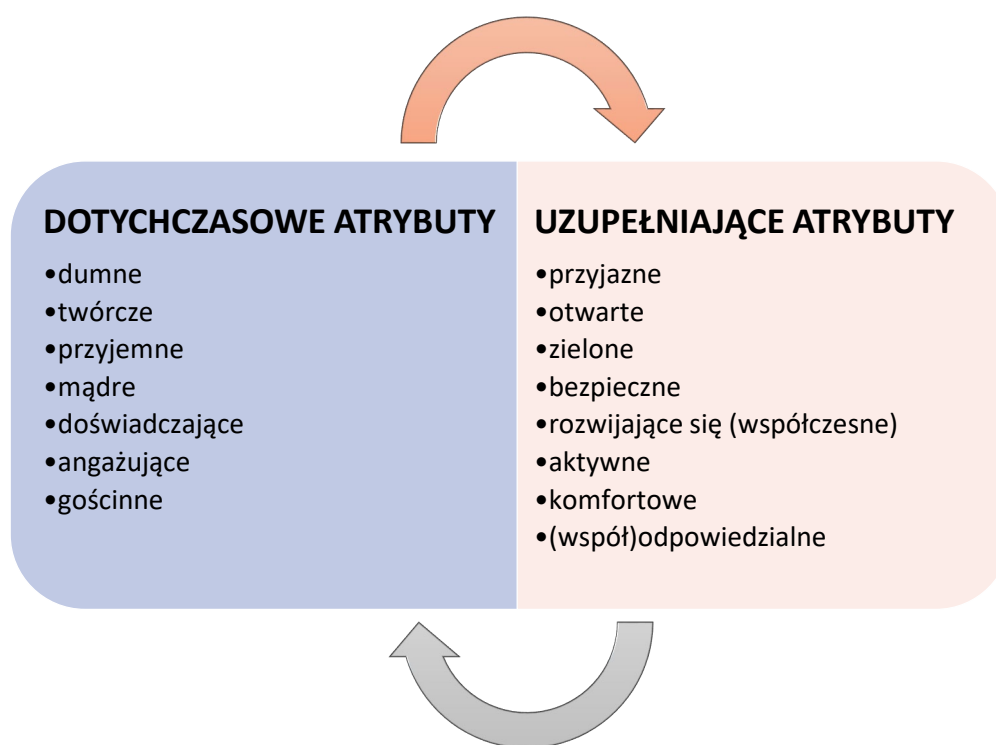 DOTYCHCZASOWE ATRYBUTY
•dumne
•twórcze
•przyjemne
•mądre
•doświadczające
•angażujące
•gościnne
UZUPEŁNIAJĄCE ATRYBUTY
•przyjazne
•otwarte
•zielone
•bezpieczne
•rozwijające się (współczesne)
•aktywne
•komfortowe
•(współ)odpowiedzialne